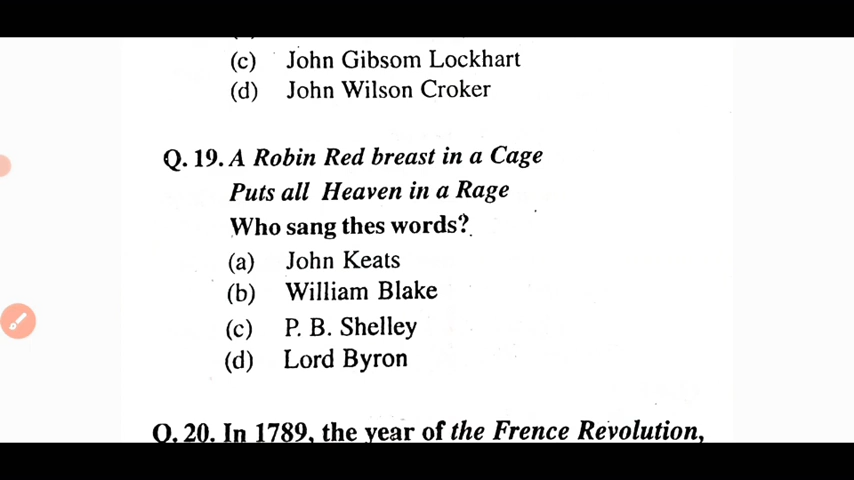 (c) John Gibsom Lockhart
(d) John Wilson Croker
Q. 19. A Robin Red breast in a Cage
Puts all Heaven in a Rage
Who sang thes words?
(a) John Keats
(b) William Blake
(c) P. B. Shelley
(d) Lord Byron
Q. 20. In 1789, the year of the Frence Revolution,